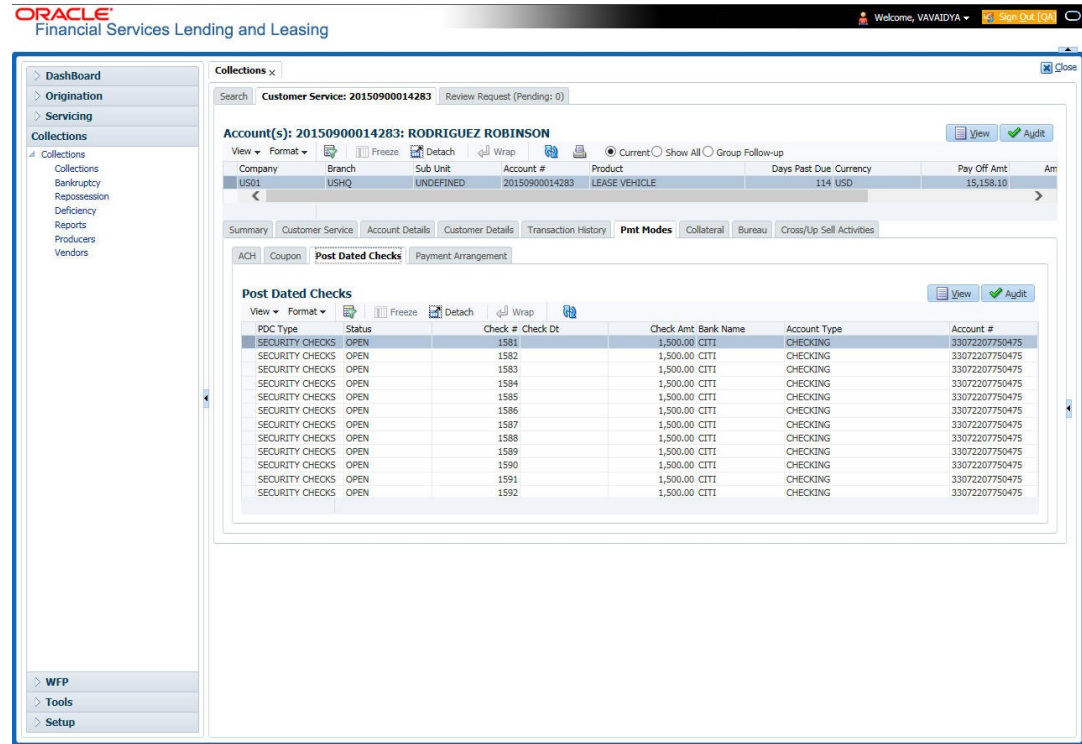 ORACLE
Financial Services Lending and Leasing
Welcome, VAVAIDYA Sign Out [QA]
Close
DashBoard
Origination
Servicing
Collections
Collections
Collections
Bankruptcy
Repossession
Deficiency
Reports
Producers
Vendors
WFP
Tools
Setup
Collections x
Search Customer Service: 20150900014283 Review Request (Pending: 0)
Account(s): 20150900014283: RODRIGUEZ ROBINSON
View Audit
View Format Freeze Detach Wrap Current Show All Group Follow-up
Company Branch Sub Unit Account # Product Days Past Due Currency Pay Off Amt Am
US01 USHQ UNDEFINED 20150900014283 LEASE VEHICLE 114 USD 15,158.10
Summary Customer Service Account Details Customer Details Transaction History Pmt Modes Collateral Bureau Cross/Up Sell Activities
ACH Coupon Post Dated Checks Payment Arrangement
Post Dated Checks
View Audit
View Format Freeze Detach Wrap
PDC Type Status Check # Check Dt Check Amt Bank Name Account Type Account #
SECURITY CHECKS OPEN 1581 1,500.00 CITI CHECKING 33072207750475
SECURITY CHECKS OPEN 1582 1,500.00 CITI CHECKING 33072207750475
SECURITY CHECKS OPEN 1583 1,500.00 CITI CHECKING 33072207750475
SECURITY CHECKS OPEN 1584 1,500.00 CITI CHECKING 33072207750475
SECURITY CHECKS OPEN 1585 1,500.00 CITI CHECKING 33072207750475
SECURITY CHECKS OPEN 1586 1,500.00 CITI CHECKING 33072207750475
SECURITY CHECKS OPEN 1587 1,500.00 CITI CHECKING 33072207750475
SECURITY CHECKS OPEN 1588 1,500.00 CITI CHECKING 33072207750475
SECURITY CHECKS OPEN 1589 1,500.00 CITI CHECKING 33072207750475
SECURITY CHECKS OPEN 1590 1,500.00 CITI CHECKING 33072207750475
SECURITY CHECKS OPEN 1591 1,500.00 CITI CHECKING 33072207750475
SECURITY CHECKS OPEN 1592 1,500.00 CITI CHECKING 33072207750475